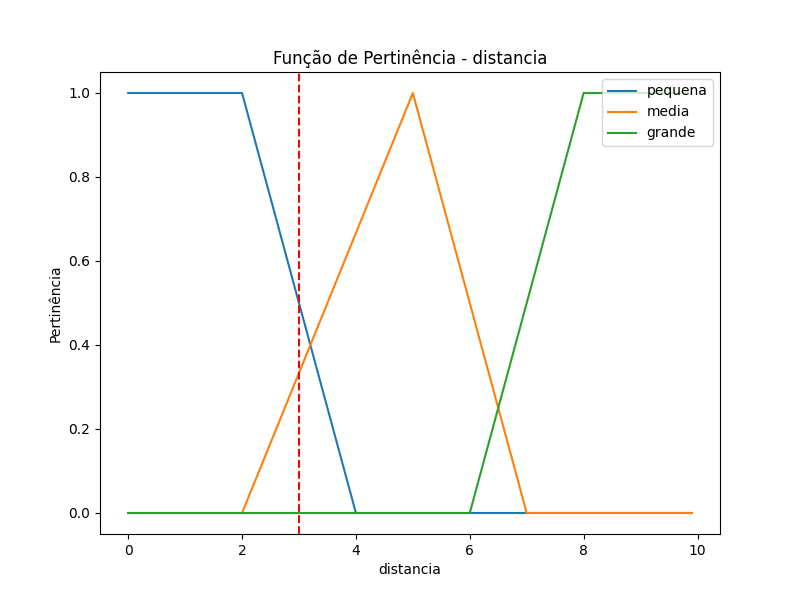 Função de Pertinência - distancia
pequena
media
grande
1.0
0.8
0.6
0.4
0.2
0.0
Pertinência
0
2
4
6
8
10
distancia